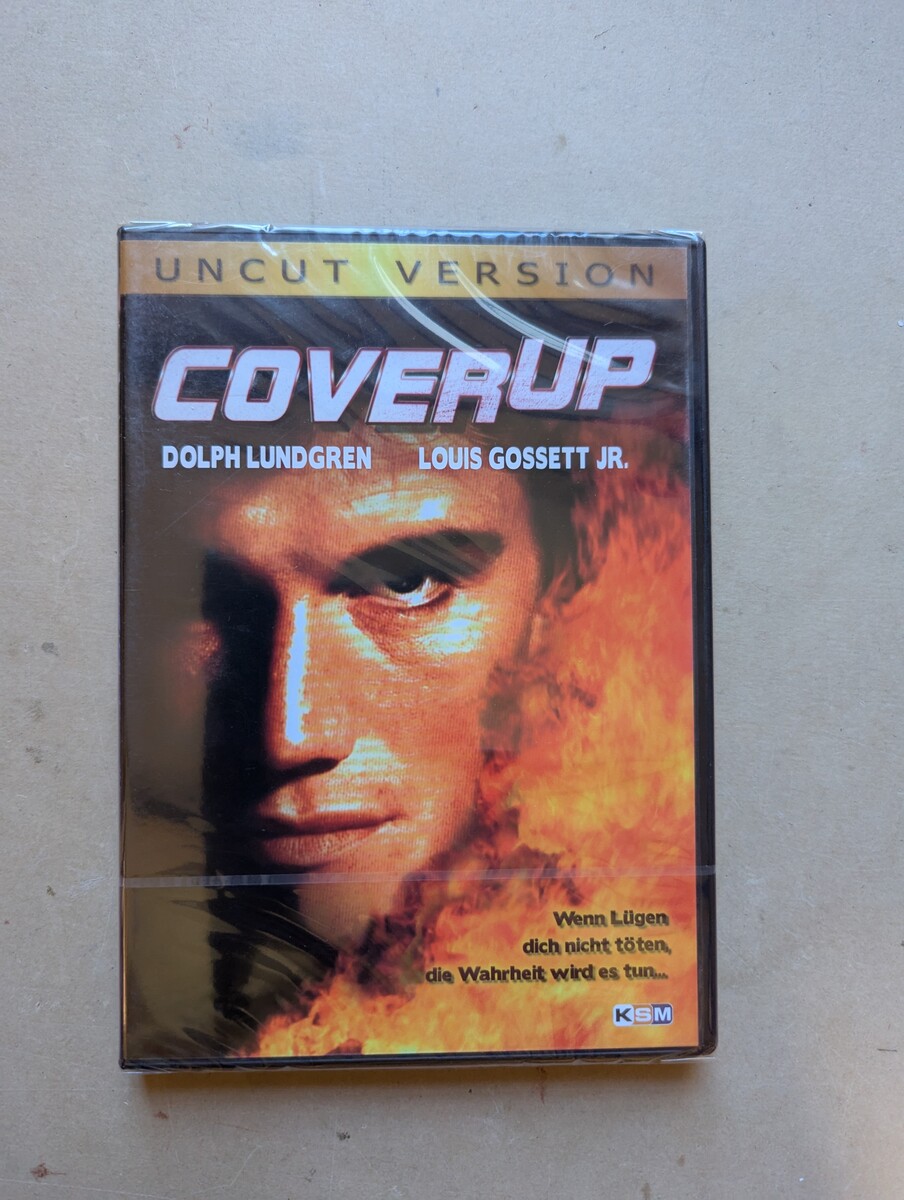 UNCUT VERSION
COVERUP
DOLPH LUNDGREN LOUIS GOSSETT JR.
Wenn Lügen
dich nicht töten,
die Wahrheit wird es tun...
KSM